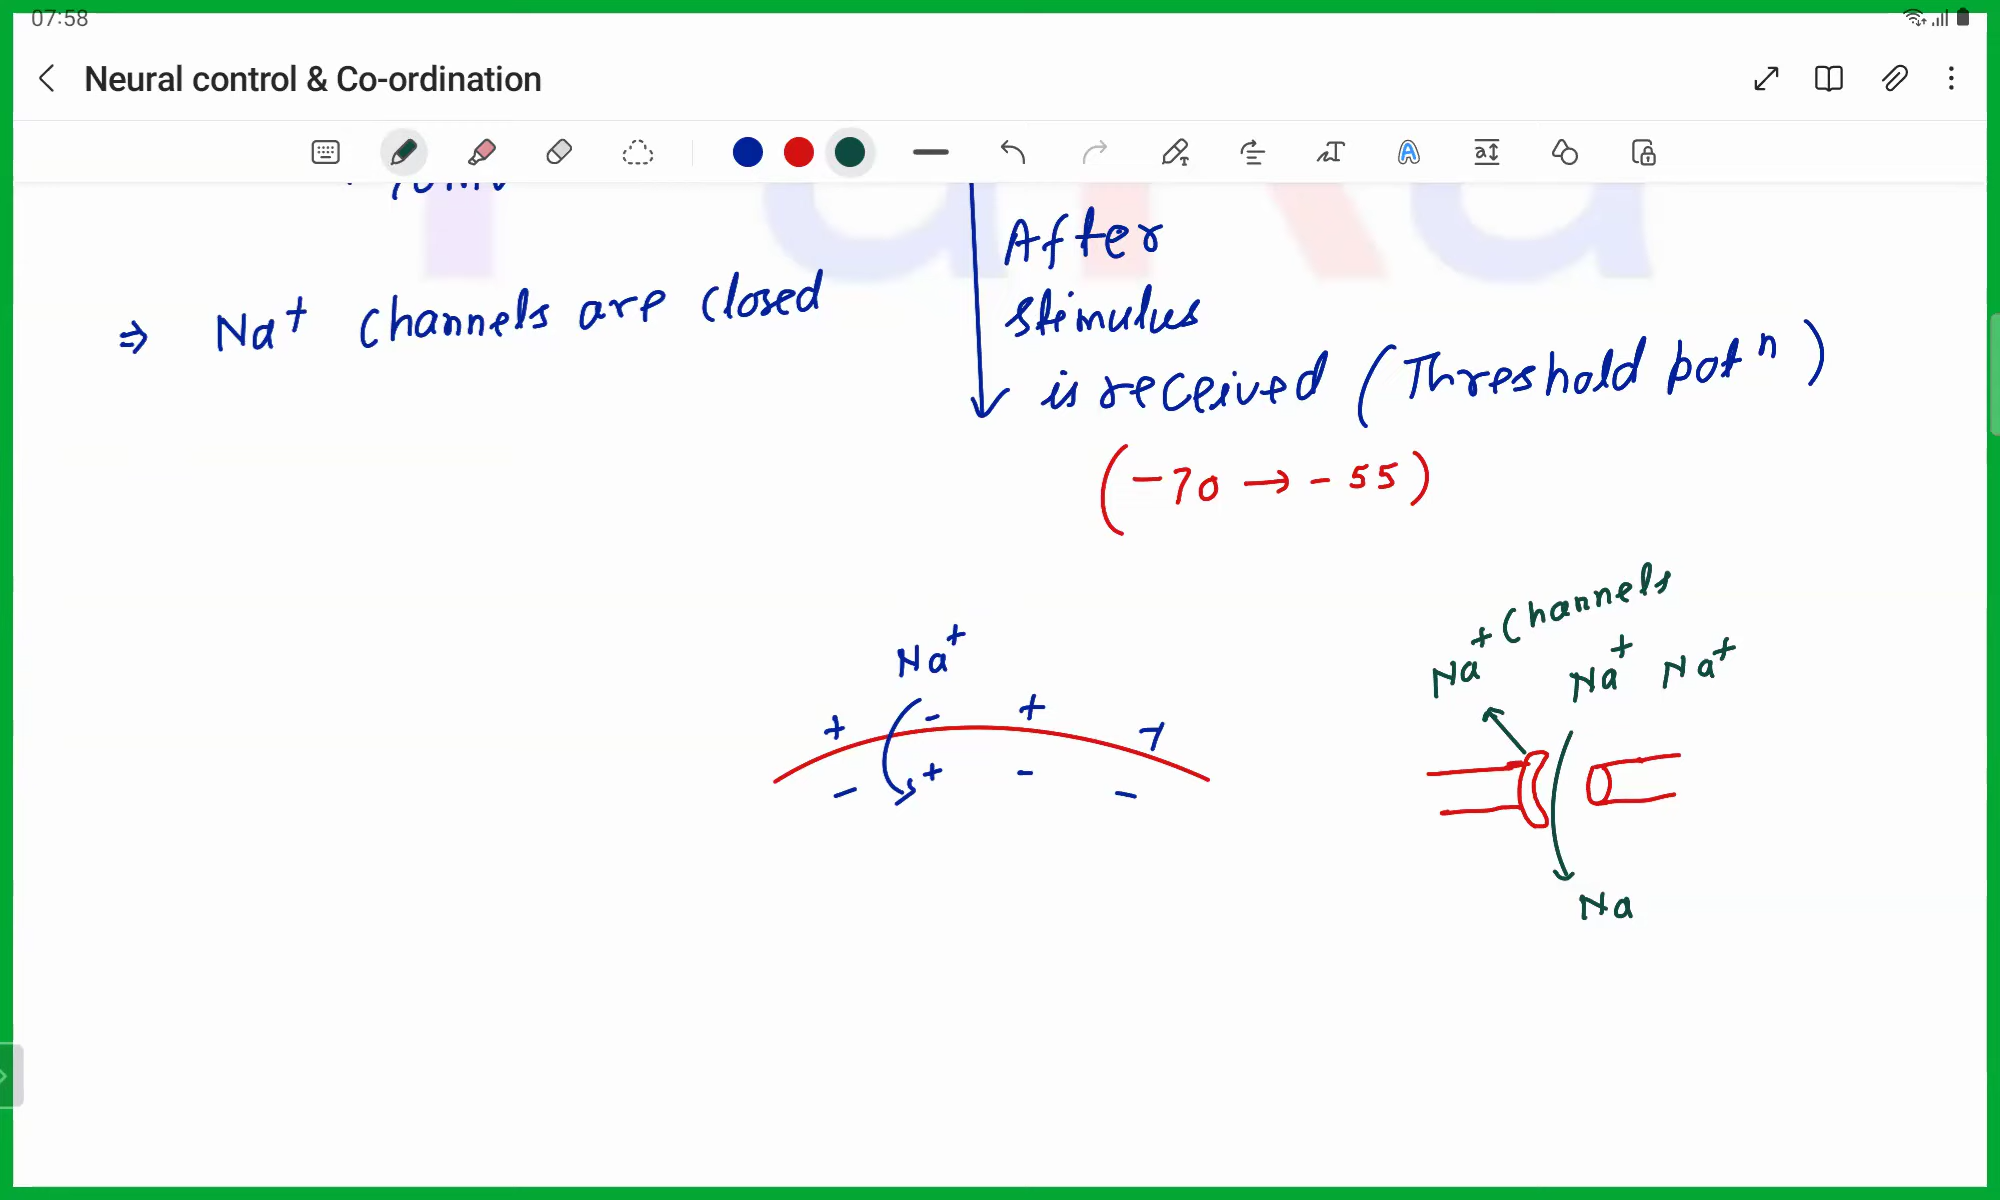 07:58
Neural control & Co-ordination
After
⇒ Na⁺ Channels are closed
stimulus
is received (Threshold potⁿ)
(-70 → -55)
Na⁺ Channels
Na⁺
Na⁺ Na⁺
+ - + +
- + - -
Na